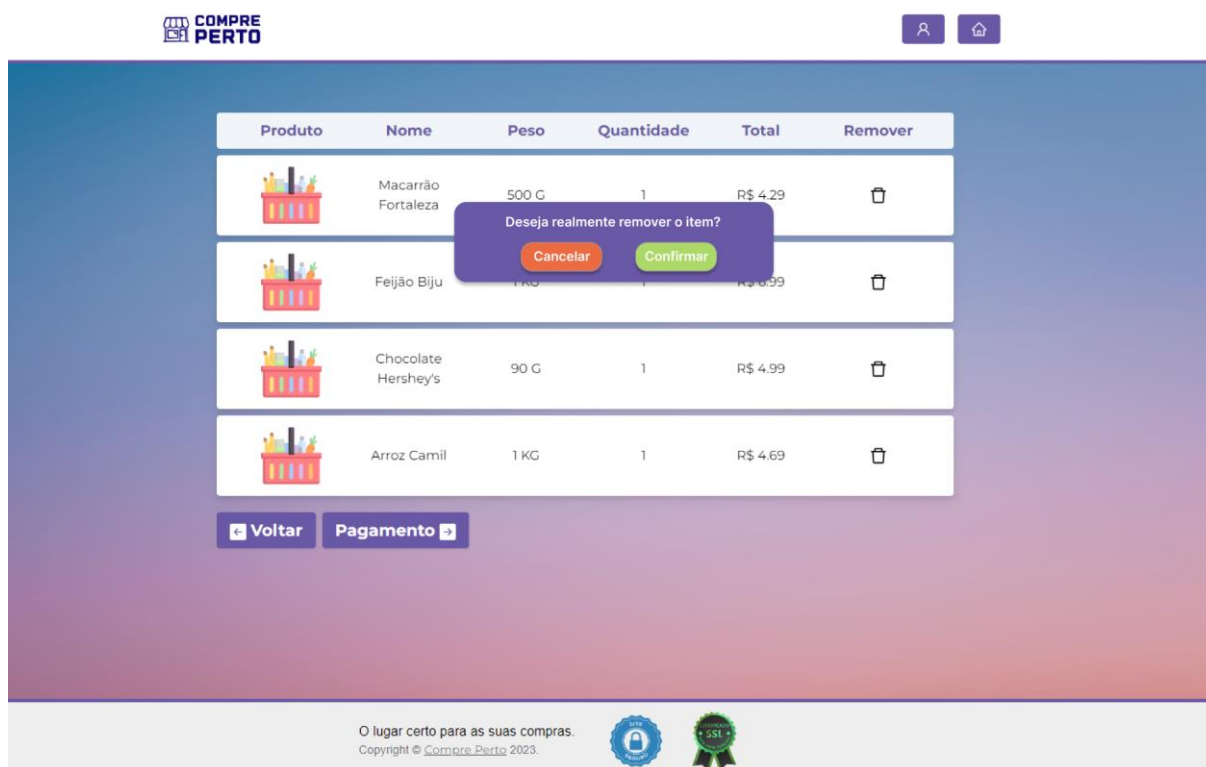 COMPRE
PERTO
Produto Nome Peso Quantidade Total Remover
Macarrão
Fortaleza
500 G 1 R$ 4.29
Deseja realmente remover o item?
Cancelar Confirmar
Feijão Biju
Chocolate
Hershey's
90 G 1 R$ 4.99
Arroz Camil 1 KG 1 R$ 4.69
Voltar Pagamento
O lugar certo para as suas compras.
Copyright © Compre Perto 2023.
SITE
SEGURO
SSL